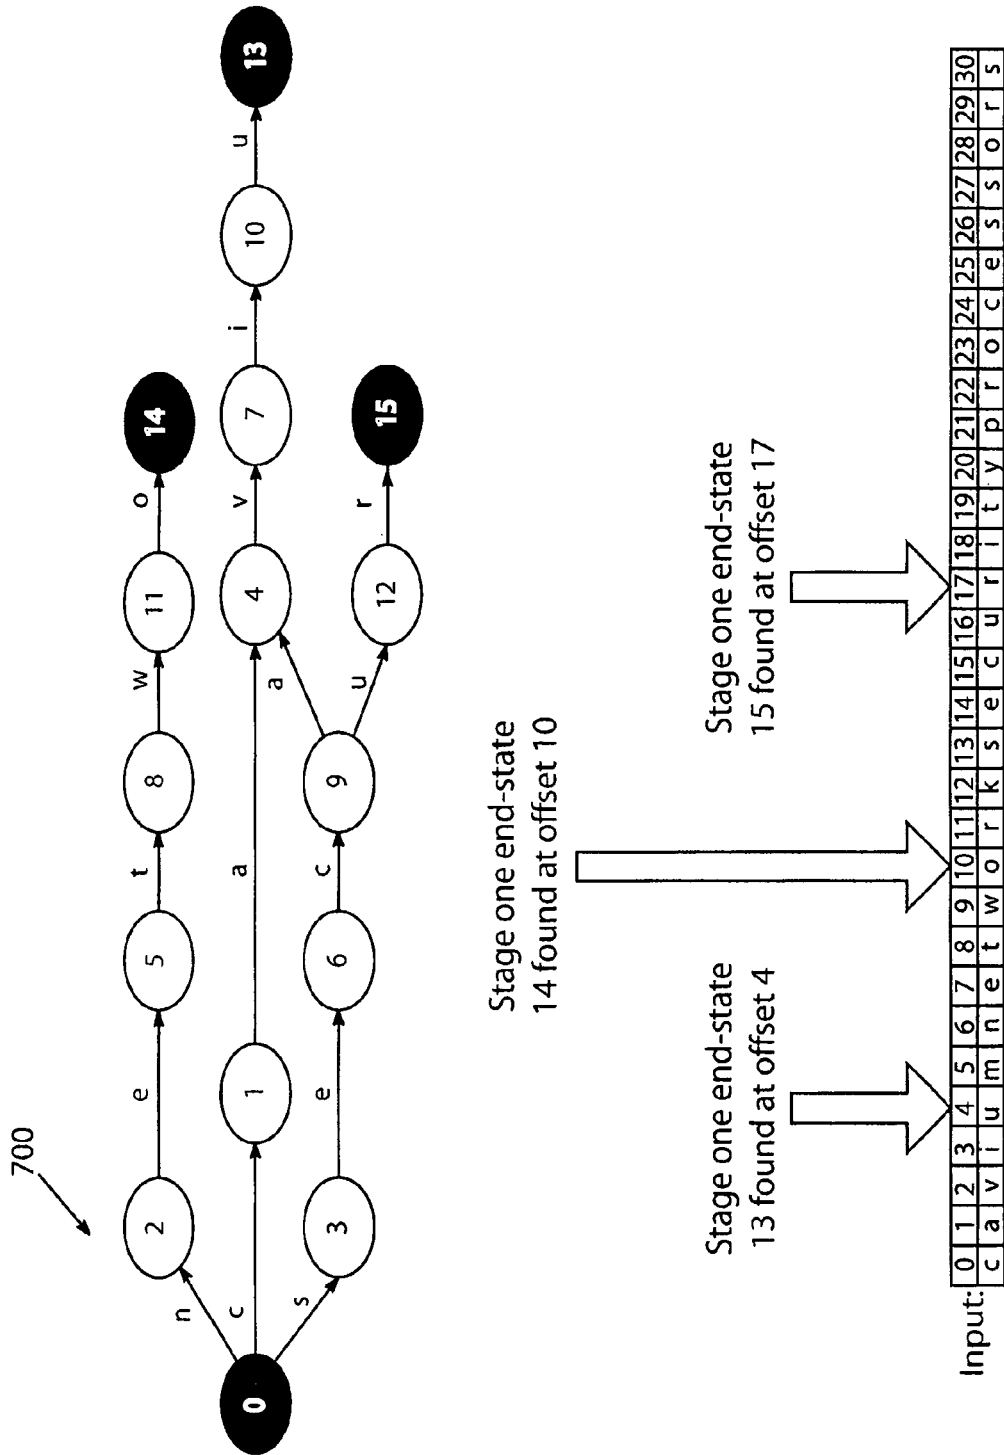 700
n e t w o
c a v i u
s e c a u r
2 5 8 11 14
0 1 4 7 10 13
3 6 9 12 15
Stage one end-state
13 found at offset 4
Stage one end-state
14 found at offset 10
Stage one end-state
15 found at offset 17
Input: 0 1 2 3 4 5 6 7 8 9 10 11 12 13 14 15 16 17 18 19 20 21 22 23 24 25 26 27 28 29 30
c a v i u m n e t w o r k s e c u r i t y p r o c e s s o r s